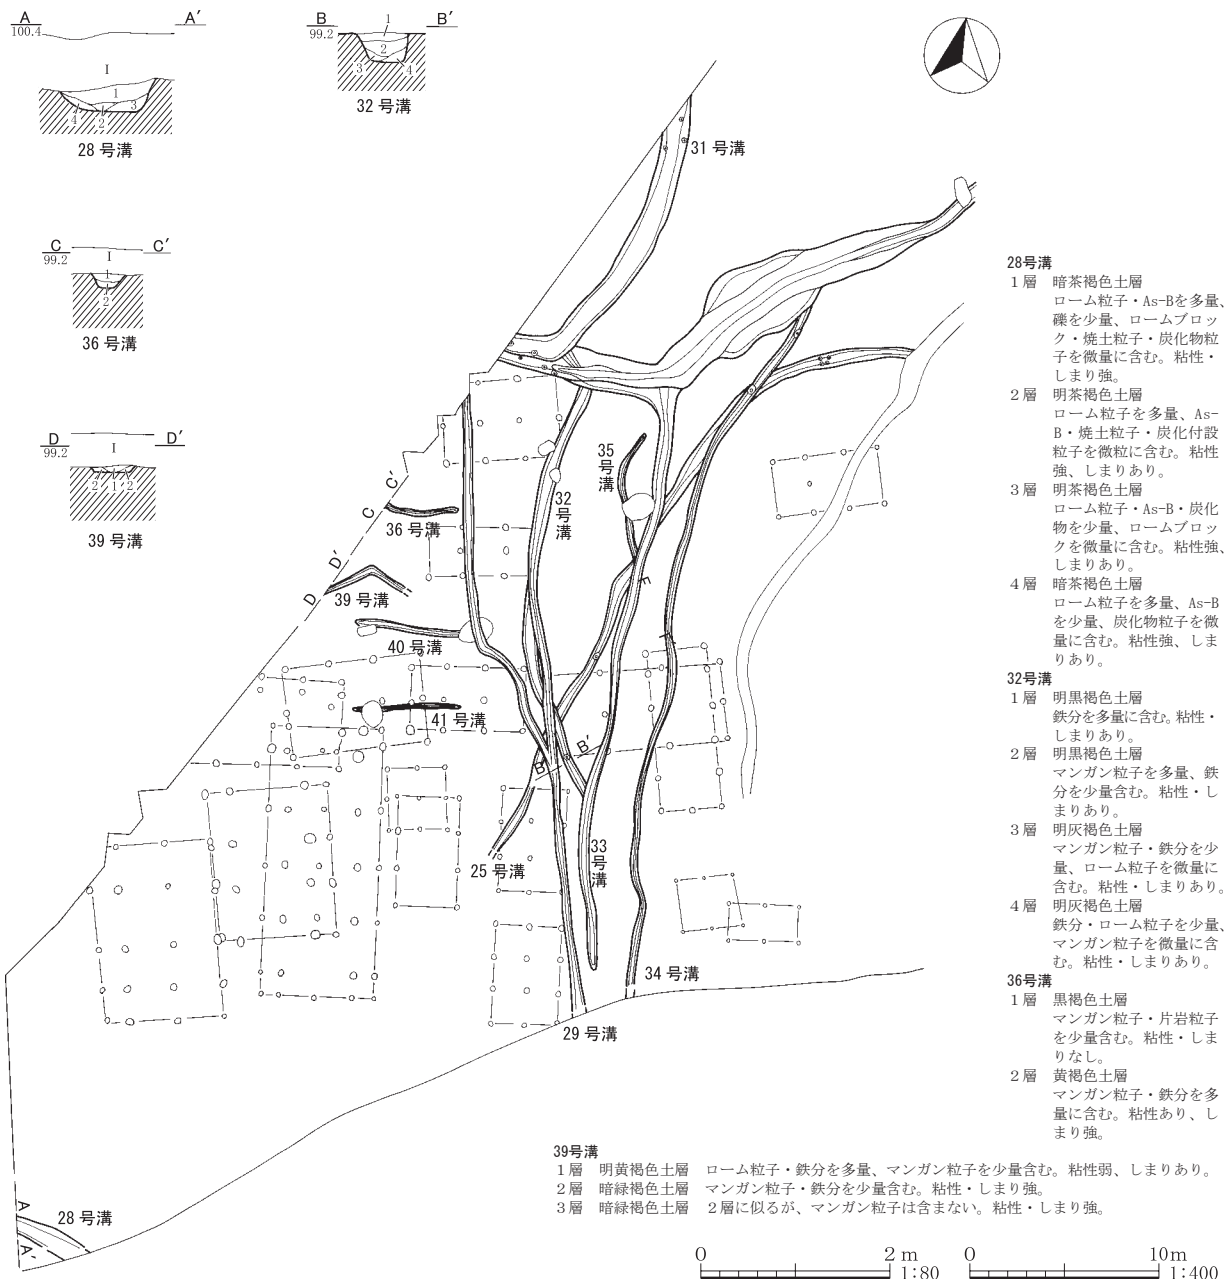 A A′
100.4
I
1
3
4
2
28 号溝
B B′
99.2
1
2
3
4
32 号溝
C C′
99.2
I
1
2
36 号溝
D D′
99.2
I
2 1 2
39 号溝
31 号溝
35号溝
32号溝
C′
C
36 号溝
D′
D
39 号溝
40 号溝
41 号溝
B′
B
25 号溝
33号溝
34 号溝
29 号溝
A
A′
28 号溝
28号溝
1層 暗茶褐色土層
ローム粒子・As-Bを多量、
礫を少量、ロームブロッ
ク・焼土粒子・炭化物粒
子を微量に含む。粘性・
しまり強。
2層 明茶褐色土層
ローム粒子を多量、As-
B・焼土粒子・炭化付設
粒子を微粒に含む。粘性
強、しまりあり。
3層 明茶褐色土層
ローム粒子・As-B・炭化
物を少量、ロームブロッ
クを微量に含む。粘性強、
しまりあり。
4層 暗茶褐色土層
ローム粒子を多量、As-B
を少量、炭化物粒子を微
量に含む。粘性強、しま
りあり。
32号溝
1層 明黒褐色土層
鉄分を多量に含む。粘性・
しまりあり。
2層 明黒褐色土層
マンガン粒子を多量、鉄
分を少量含む。粘性・し
まりあり。
3層 明灰褐色土層
マンガン粒子・鉄分を少
量、ローム粒子を微量に
含む。粘性・しまりあり。
4層 明灰褐色土層
鉄分・ローム粒子を少量、
マンガン粒子を微量に含
む。粘性・しまりあり。
36号溝
1層 黒褐色土層
マンガン粒子・片岩粒子
を少量含む。粘性・しま
りなし。
2層 黄褐色土層
マンガン粒子・鉄分を多
量に含む。粘性あり、し
まり強。
39号溝
1層 明黄褐色土層 ローム粒子・鉄分を多量、マンガン粒子を少量含む。粘性弱、しまりあり。
2層 暗緑褐色土層 マンガン粒子・鉄分を少量含む。粘性・しまり強。
3層 暗緑褐色土層 2層に似るが、マンガン粒子は含まない。粘性・しまり強。
0 2 m
1:80
0 10m
1:400